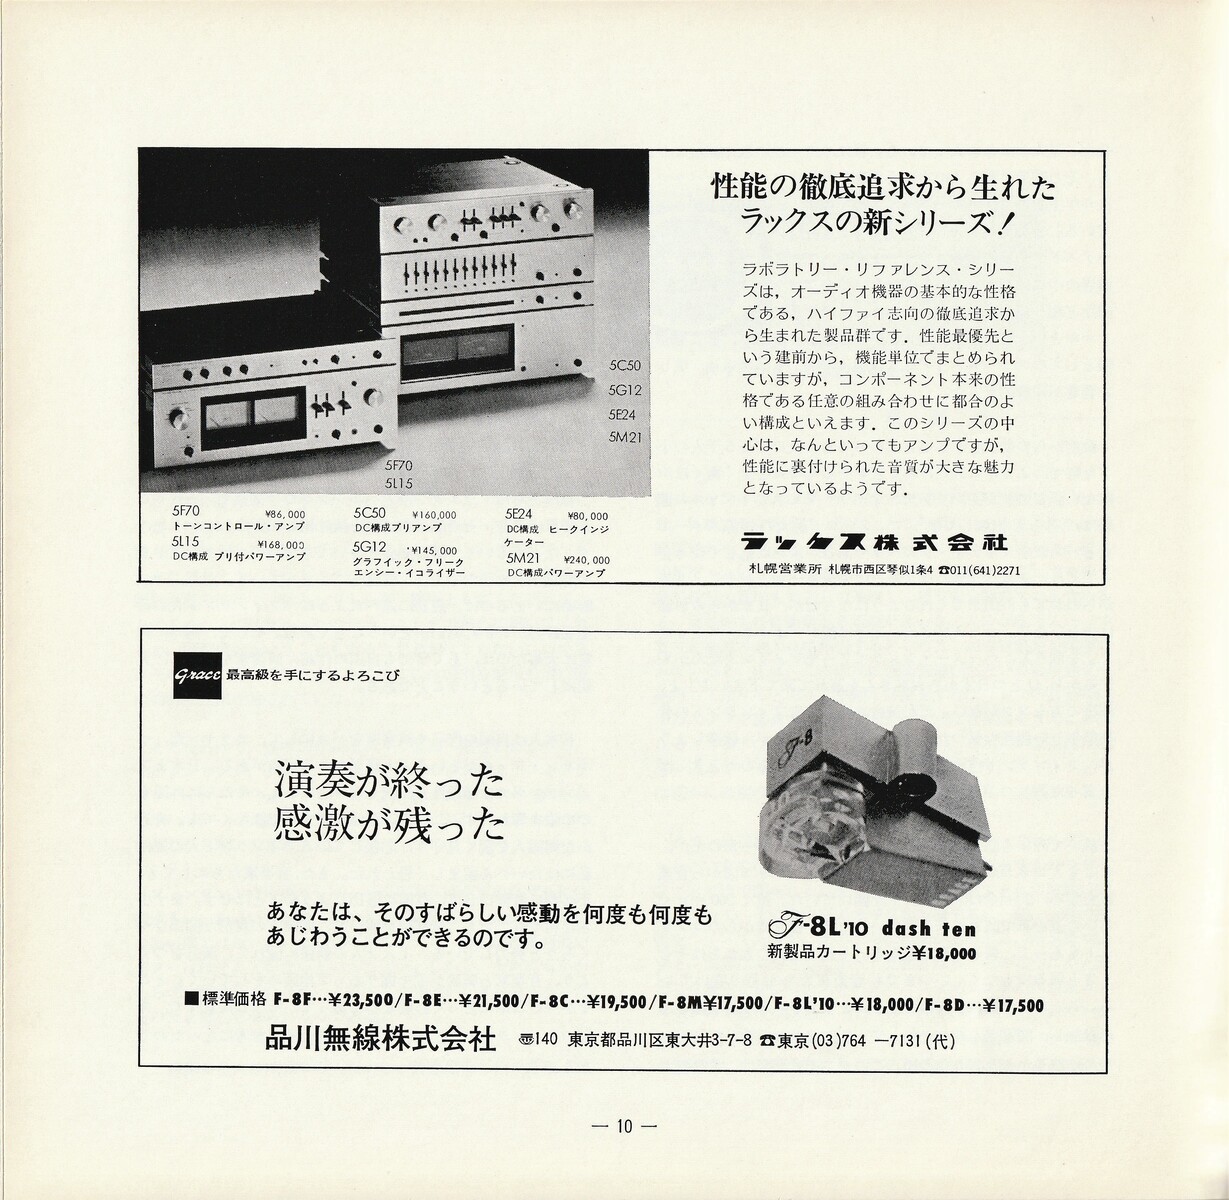 性能の徹底追求から生れた
ラックスの新シリーズ!
ラボラトリー・リファレンス・シリー
ズは,オーディオ機器の基本的な性格
である,ハイファイ志向の徹底追求か
ら生まれた製品群です.性能最優先と
いう建前から,機能単位でまとめられ
ていますが,コンポーネント本来の性
格である任意の組み合わせに都合のよ
い構成といえます.このシリーズの中
心は,なんといってもアンプですが,
性能に裏付けられた音質が大きな魅力
となっているようです.
ラックス株式会社
札幌営業所 札幌市西区琴似1条4 ☎011(641)2271
5C50
5G12
5E24
5M21
5F70
5L15
5F70 ¥86,000
トーンコントロール・アンプ
5L15 ¥168,000
DC構成 プリ付パワーアンプ
5C50 ¥160,000
DC構成プリアンプ
5G12 ¥145,000
グラフイック・フリーク
エンシー・イコライザー
5E24 ¥80,000
DC構成 ピークインジ
ケーター
5M21 ¥240,000
DC構成パワーアンプ
Grace 最高級を手にするよろこび
演奏が終った
感激が残った
あなたは、そのすばらしい感動を何度も何度も
あじわうことができるのです。
F-8
F-8L'10 dash ten
新製品カートリッジ¥18,000
■標準価格 F-8F…¥23,500/F-8E…¥21,500/F-8C…¥19,500/F-8M¥17,500/F-8L'10…¥18,000/F-8D…¥17,500
品川無線株式会社 〠140 東京都品川区東大井3-7-8 ☎東京(03)764―7131(代)
― 10 ―